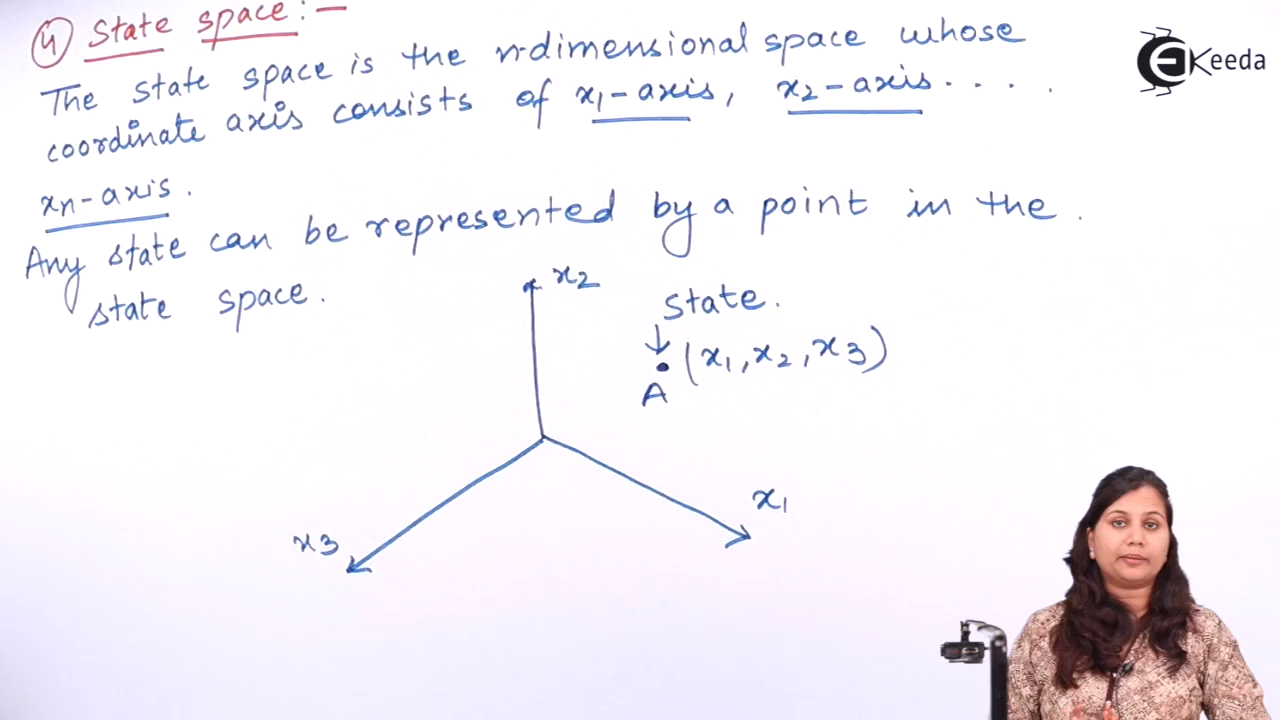 ④ State space :-
The state space is the n-dimensional space whose
coordinate axis consists of x1-axis, x2-axis. . . . .
xn-axis.
Any state can be represented by a point in the .
state space.
x2
State.
(x1, x2, x3)
A
x1
x3
EKeeda